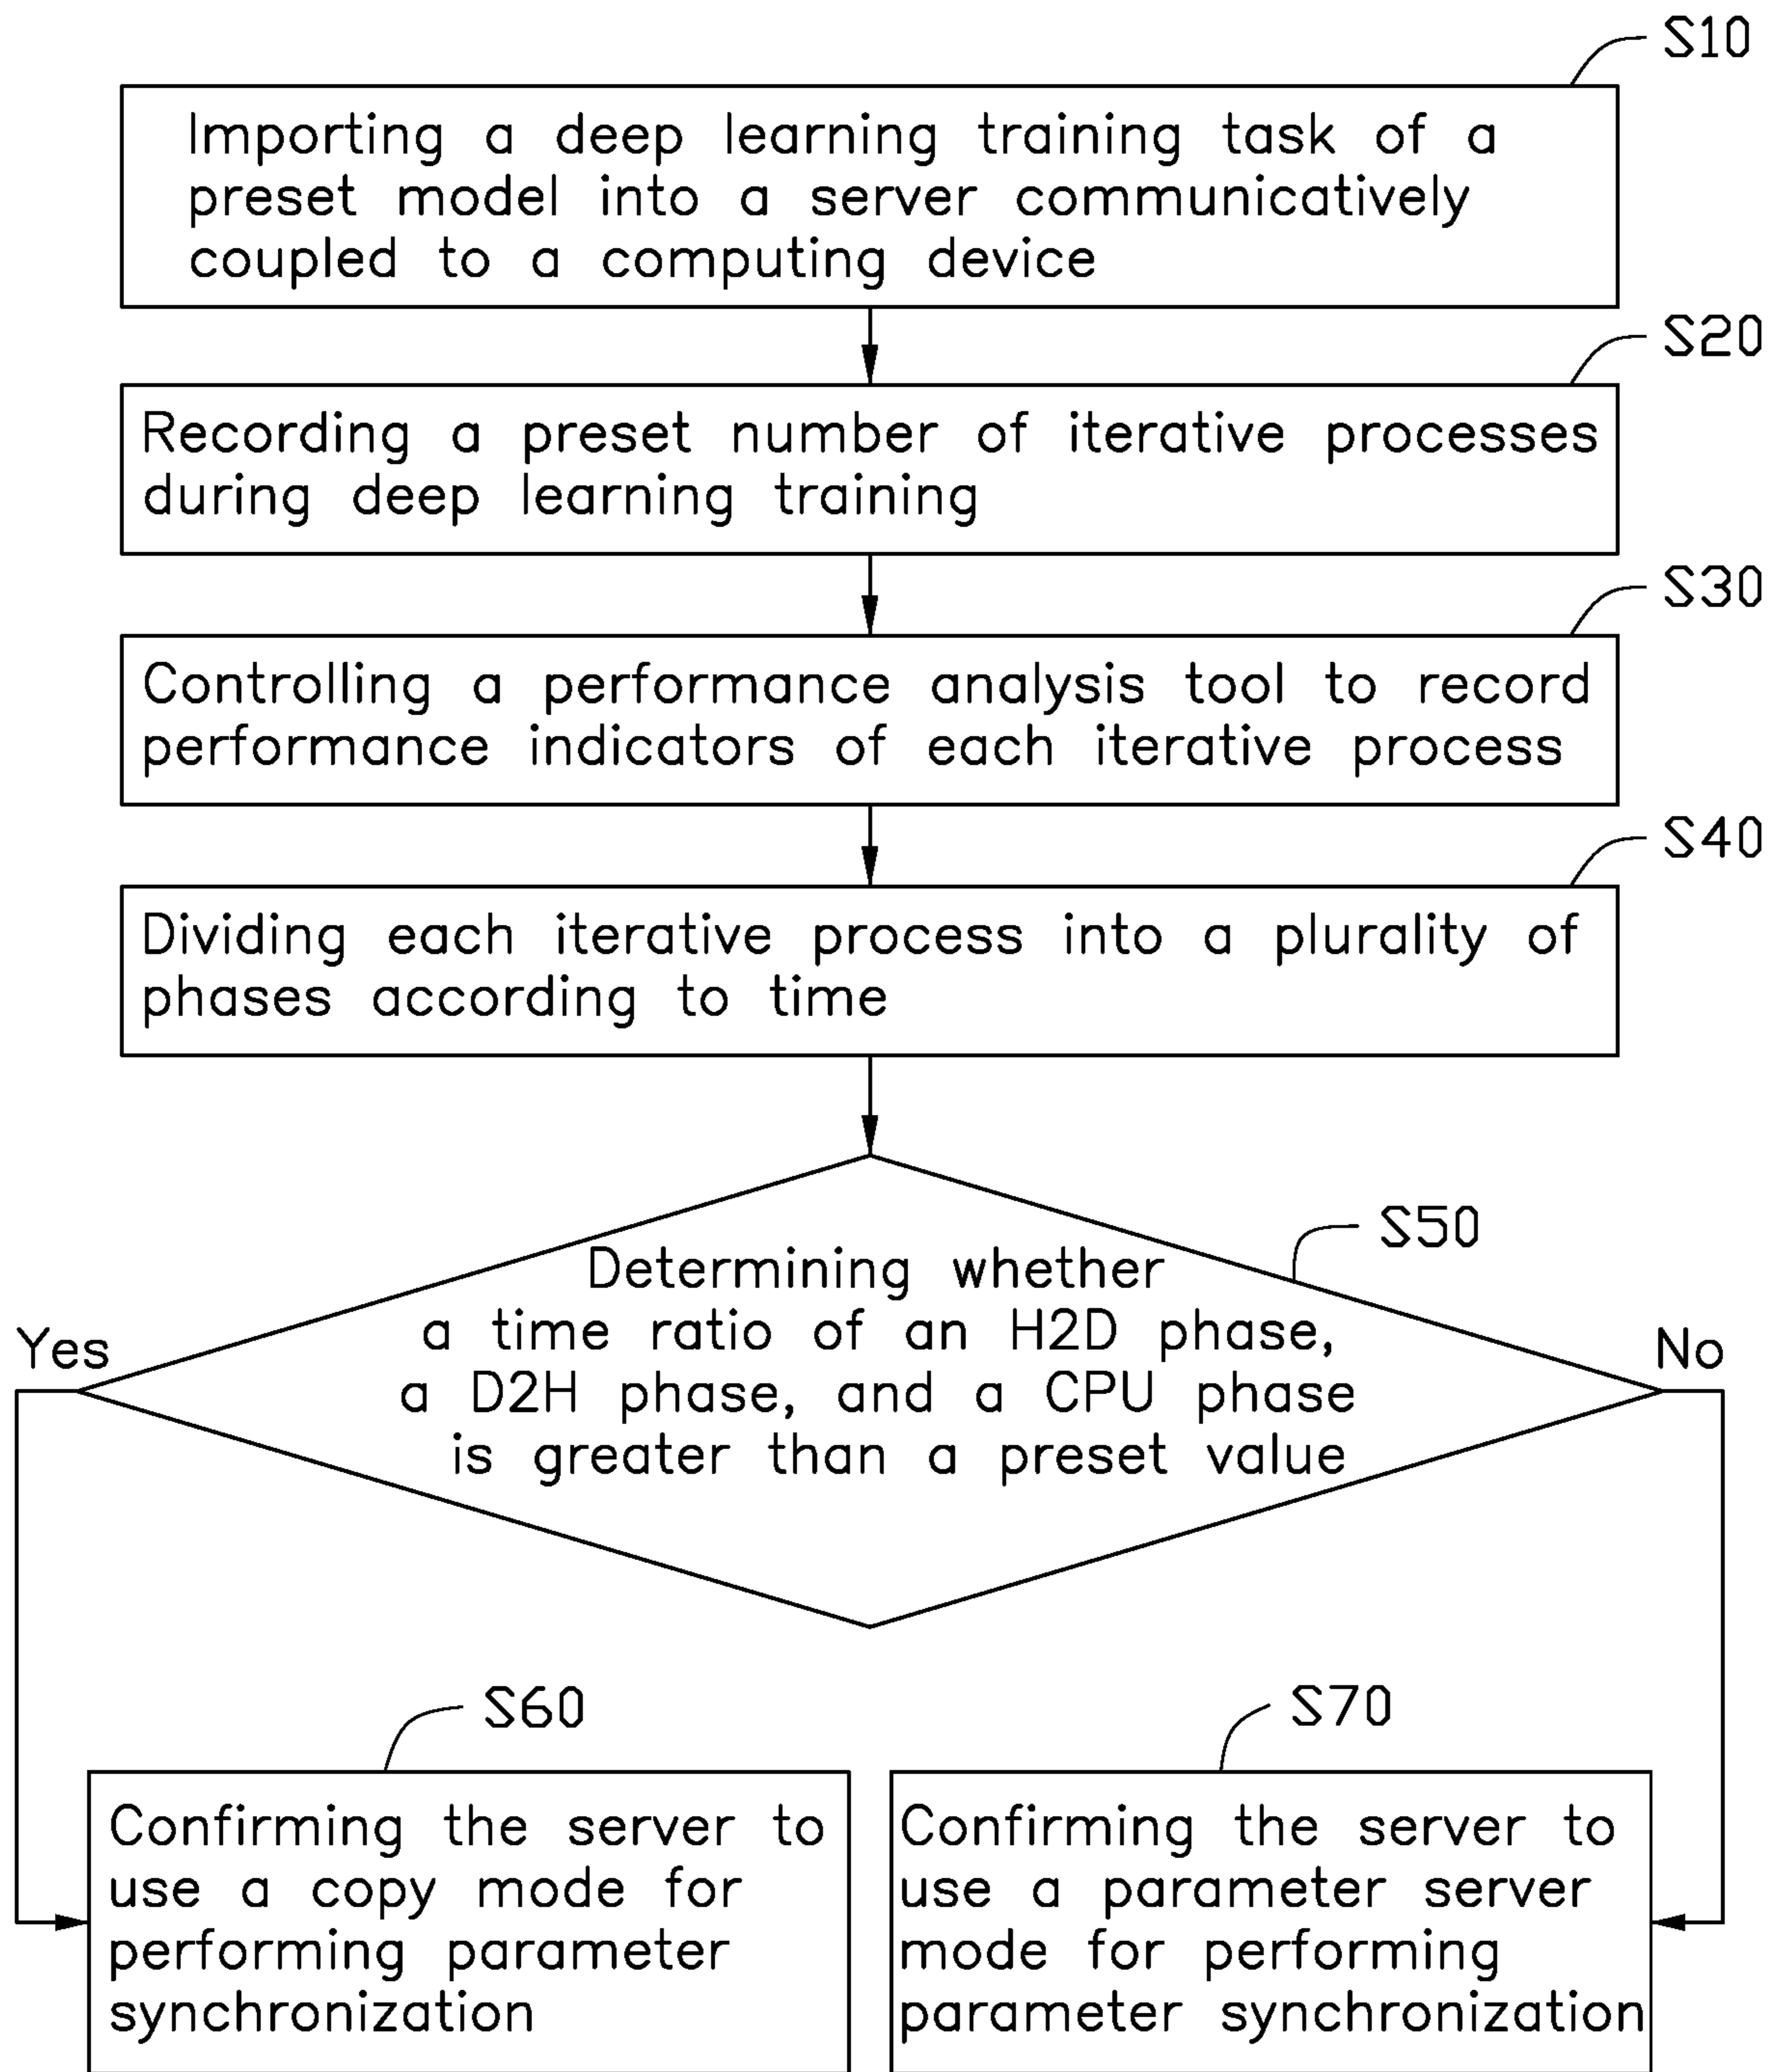 S10
Importing a deep learning training task of a
preset model into a server communicatively
coupled to a computing device
S20
Recording a preset number of iterative processes
during deep learning training
S30
Controlling a performance analysis tool to record
performance indicators of each iterative process
S40
Dividing each iterative process into a plurality of
phases according to time
S50
Determining whether
a time ratio of an H2D phase,
a D2H phase, and a CPU phase
is greater than a preset value
Yes
No
S60
Confirming the server to
use a copy mode for
performing parameter
synchronization
S70
Confirming the server to
use a parameter server
mode for performing
parameter synchronization